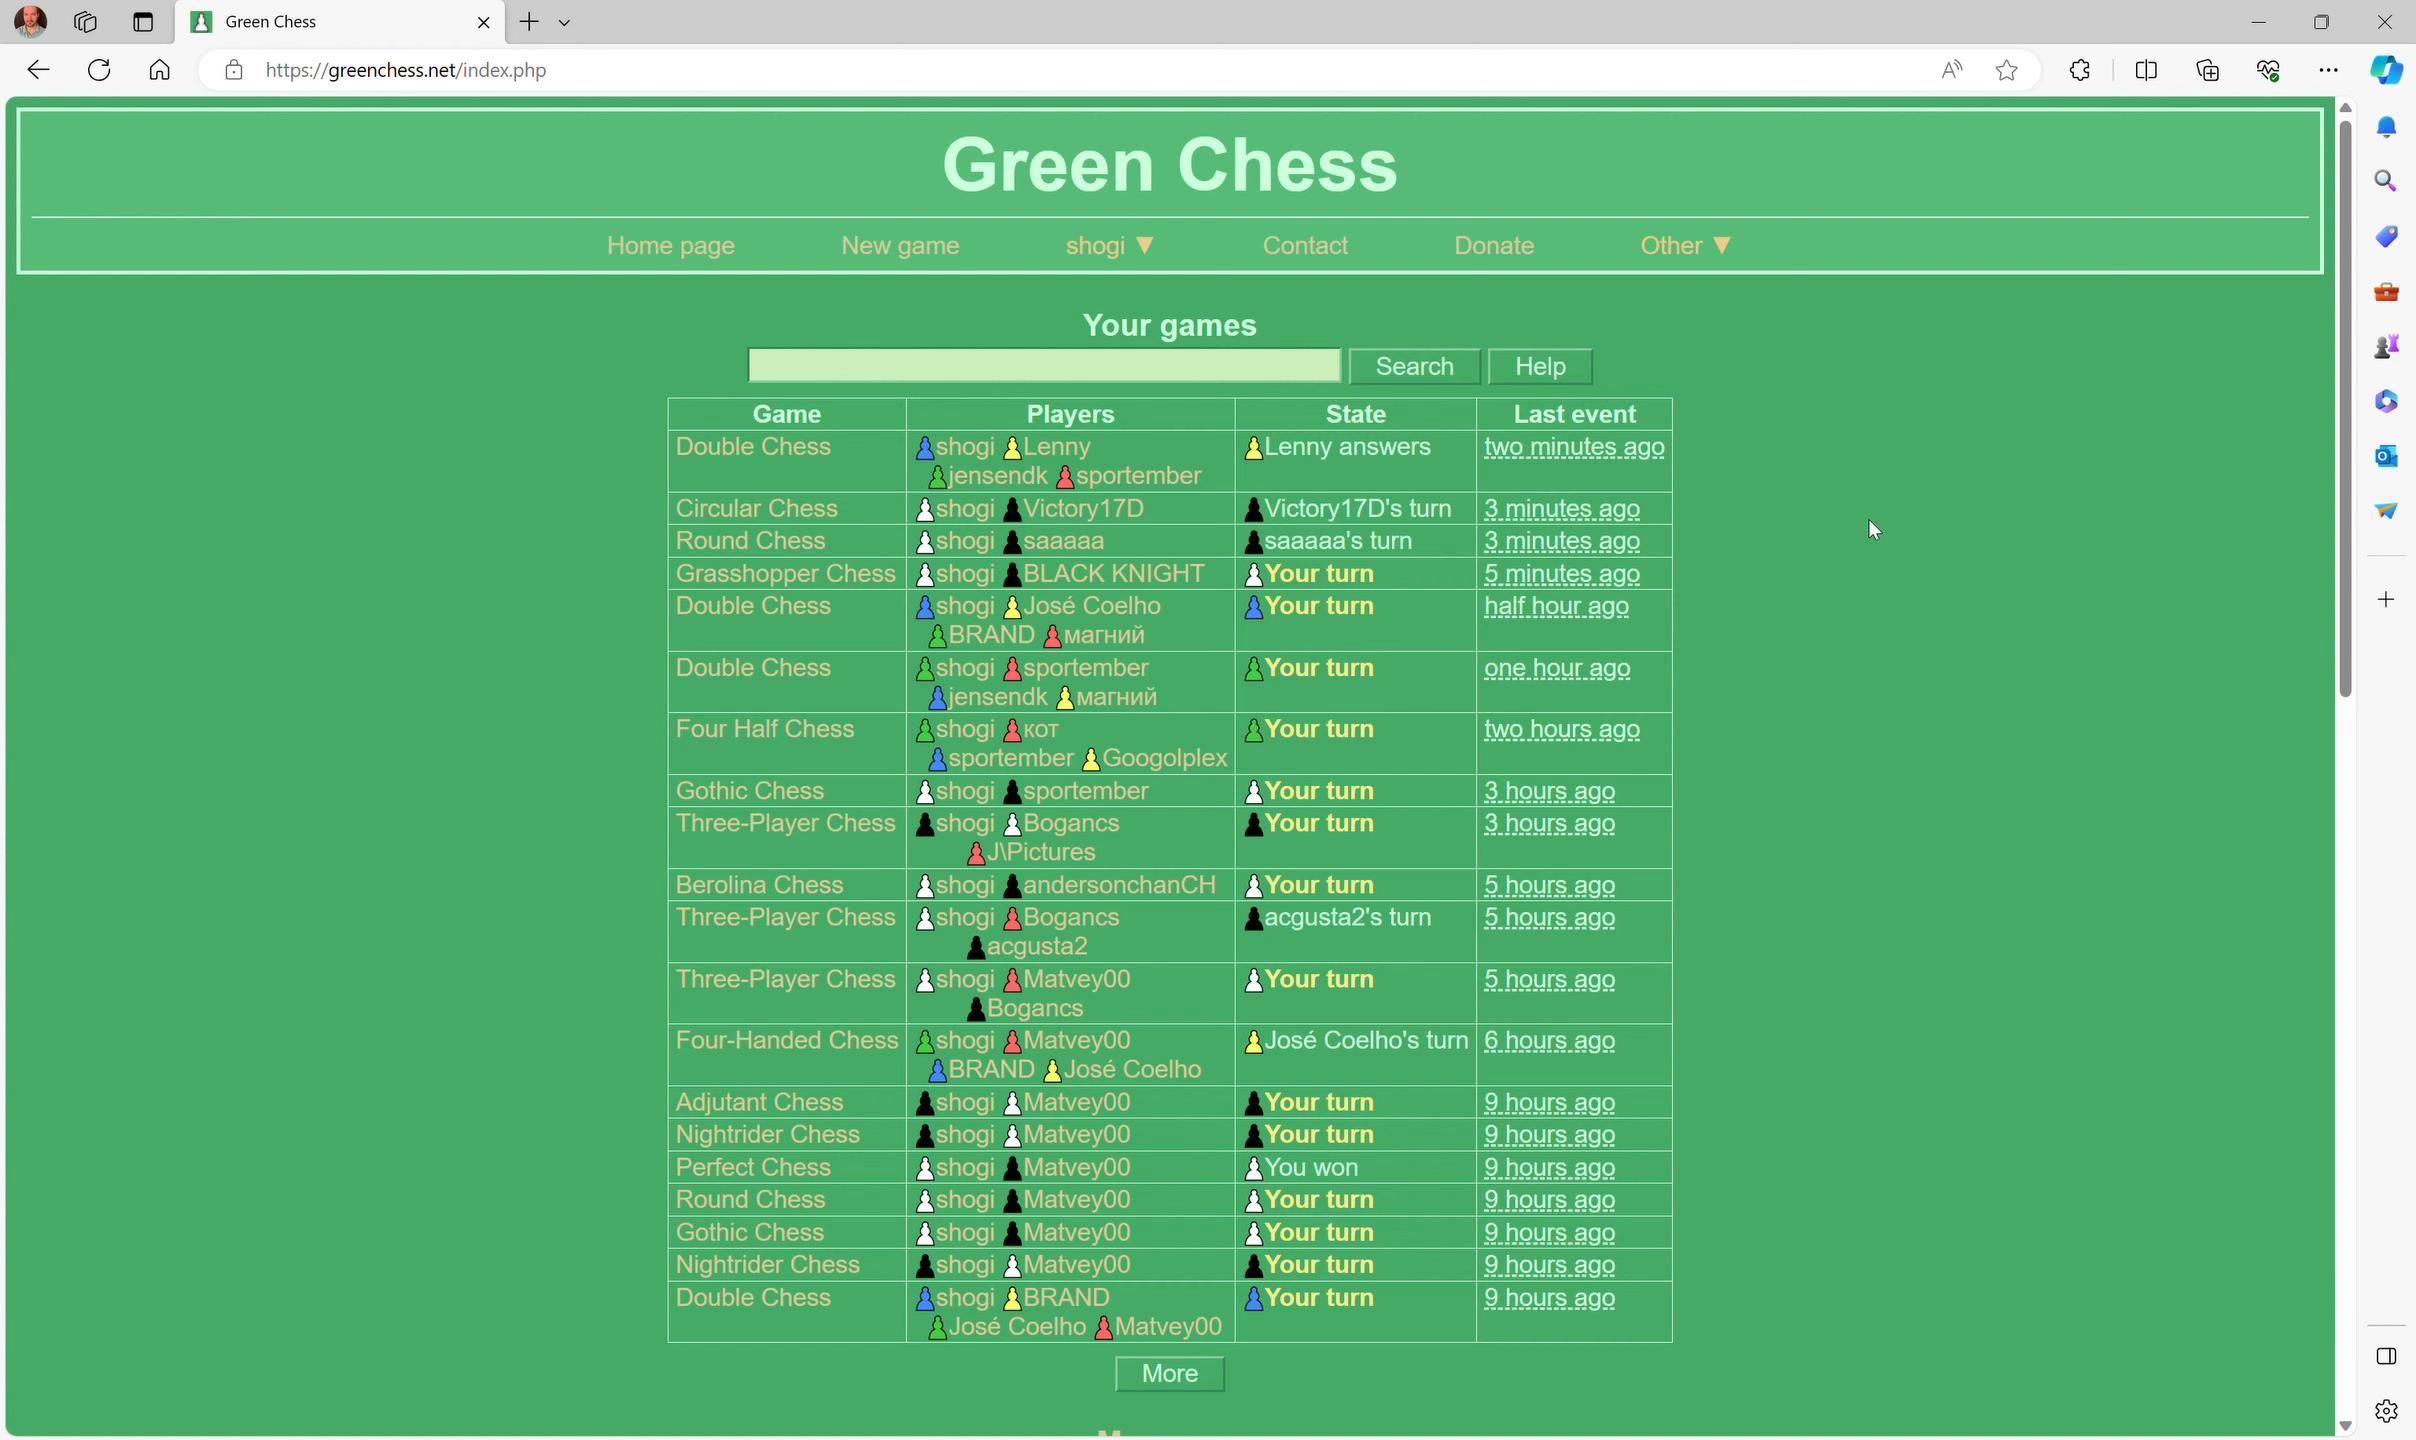 Green Chess
https://greenchess.net/index.php
Green Chess
Home page New game shogi ▼ Contact Donate Other ▼
Your games
Search Help
Game Players State Last event
Double Chess shogi Lenny Lenny answers two minutes ago
jensendk sportember
Circular Chess shogi Victory17D Victory17D's turn 3 minutes ago
Round Chess shogi saaaaa saaaaa's turn 3 minutes ago
Grasshopper Chess shogi BLACK KNIGHT Your turn 5 minutes ago
Double Chess shogi José Coelho Your turn half hour ago
BRAND магний
Double Chess shogi sportember Your turn one hour ago
jensendk магний
Four Half Chess shogi кот Your turn two hours ago
sportember Googolplex
Gothic Chess shogi sportember Your turn 3 hours ago
Three-Player Chess shogi Bogancs Your turn 3 hours ago
J\Pictures
Berolina Chess shogi andersonchanCH Your turn 5 hours ago
Three-Player Chess shogi Bogancs acgusta2's turn 5 hours ago
acgusta2
Three-Player Chess shogi Matvey00 Your turn 5 hours ago
Bogancs
Four-Handed Chess shogi Matvey00 José Coelho's turn 6 hours ago
BRAND José Coelho
Adjutant Chess shogi Matvey00 Your turn 9 hours ago
Nightrider Chess shogi Matvey00 Your turn 9 hours ago
Perfect Chess shogi Matvey00 You won 9 hours ago
Round Chess shogi Matvey00 Your turn 9 hours ago
Gothic Chess shogi Matvey00 Your turn 9 hours ago
Nightrider Chess shogi Matvey00 Your turn 9 hours ago
Double Chess shogi BRAND Your turn 9 hours ago
José Coelho Matvey00
More